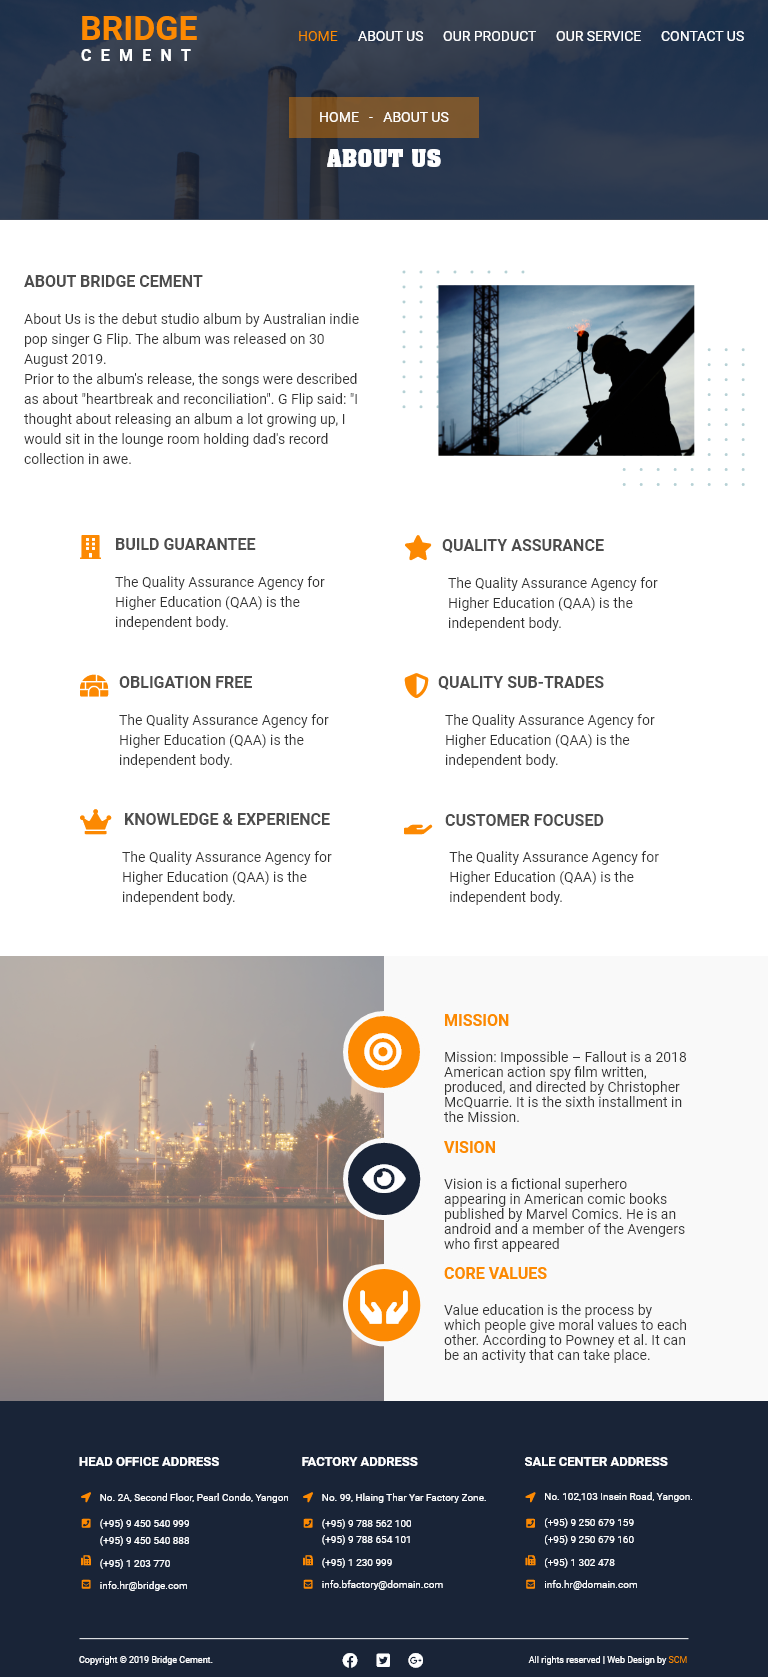 BRIDGE
CEMENT
HOME ABOUT US OUR PRODUCT OUR SERVICE CONTACT US
HOME - ABOUT US
ABOUT US
ABOUT BRIDGE CEMENT
About Us is the debut studio album by Australian indie
pop singer G Flip. The album was released on 30
August 2019.
Prior to the album's release, the songs were described
as about "heartbreak and reconciliation". G Flip said: "I
thought about releasing an album a lot growing up, I
would sit in the lounge room holding dad's record
collection in awe.
BUILD GUARANTEE
The Quality Assurance Agency for
Higher Education (QAA) is the
independent body.
QUALITY ASSURANCE
The Quality Assurance Agency for
Higher Education (QAA) is the
independent body.
OBLIGATION FREE
The Quality Assurance Agency for
Higher Education (QAA) is the
independent body.
QUALITY SUB-TRADES
The Quality Assurance Agency for
Higher Education (QAA) is the
independent body.
KNOWLEDGE & EXPERIENCE
The Quality Assurance Agency for
Higher Education (QAA) is the
independent body.
CUSTOMER FOCUSED
The Quality Assurance Agency for
Higher Education (QAA) is the
independent body.
MISSION
Mission: Impossible – Fallout is a 2018
American action spy film written,
produced, and directed by Christopher
McQuarrie. It is the sixth installment in
the Mission.
VISION
Vision is a fictional superhero
appearing in American comic books
published by Marvel Comics. He is an
android and a member of the Avengers
who first appeared
CORE VALUES
Value education is the process by
which people give moral values to each
other. According to Powney et al. It can
be an activity that can take place.
HEAD OFFICE ADDRESS
No. 2A, Second Floor, Pearl Condo, Yangon
(+95) 9 450 540 999
(+95) 9 450 540 888
(+95) 1 203 770
info.hr@bridge.com
FACTORY ADDRESS
No. 99, Hlaing Thar Yar Factory Zone.
(+95) 9 788 562 100
(+95) 9 788 654 101
(+95) 1 230 999
info.bfactory@domain.com
SALE CENTER ADDRESS
No. 102,103 Insein Road, Yangon.
(+95) 9 250 679 159
(+95) 9 250 679 160
(+95) 1 302 478
info.hr@domain.com
Copyright © 2019 Bridge Cement.
All rights reserved | Web Design by SCM